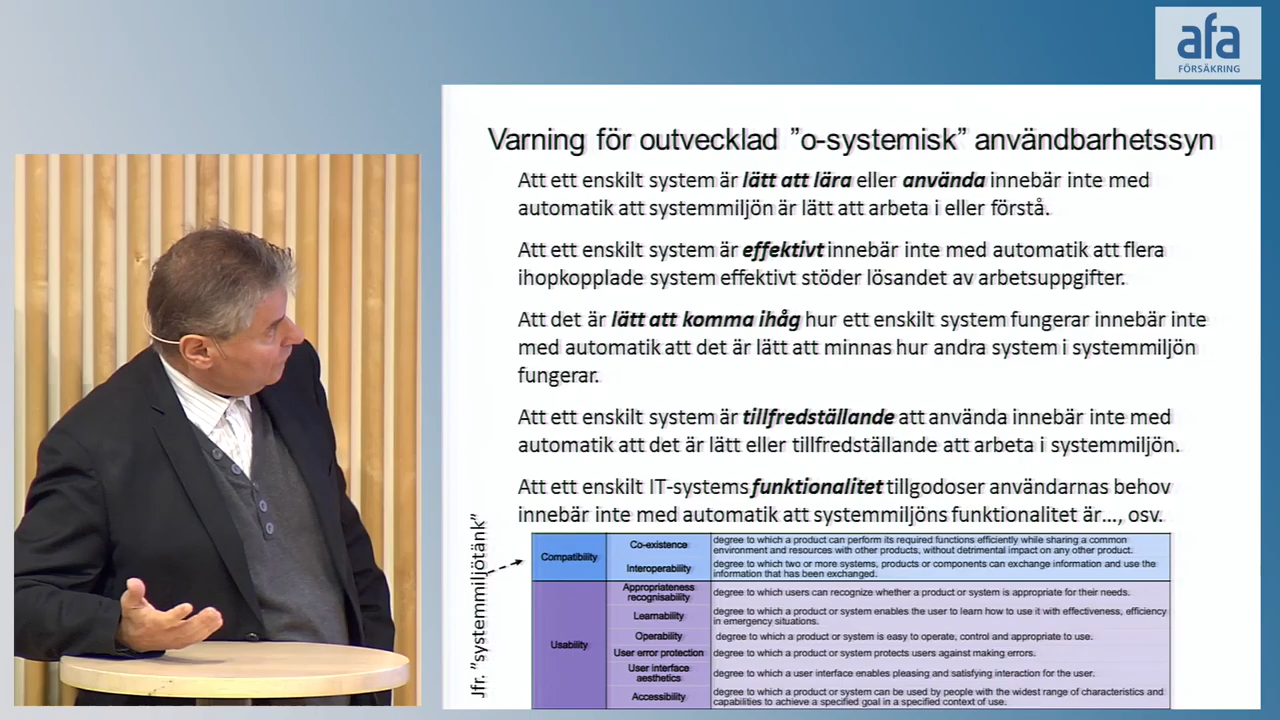 afa
FÖRSÄKRING
Varning för outvecklad ”o-systemisk” användbarhetssyn
Att ett enskilt system är lätt att lära eller använda innebär inte med
automatik att systemmiljön är lätt att arbeta i eller förstå.
Att ett enskilt system är effektivt innebär inte med automatik att flera
ihopkopplade system effektivt stöder lösandet av arbetsuppgifter.
Att det är lätt att komma ihåg hur ett enskilt system fungerar innebär inte
med automatik att det är lätt att minnas hur andra system i systemmiljön
fungerar.
Att ett enskilt system är tillfredställande att använda innebär inte med
automatik att det är lätt eller tillfredställande att arbeta i systemmiljön.
Att ett enskilt IT-systems funktionalitet tillgodoser användarnas behov
innebär inte med automatik att systemmiljöns funktionalitet är..., osv.
Jfr. ”systemmiljötänk”
Compatibility
Co-existence
degree to which a product can perform its required functions efficiently while sharing a common
environment and resources with other products, without detrimental impact on any other product.
Interoperability
degree to which two or more systems, products or components can exchange information and use the
information that has been exchanged.
Usability
Appropriateness
recognisability
degree to which users can recognize whether a product or system is appropriate for their needs.
Learnability
degree to which a product or system enables the user to learn how to use it with effectiveness, efficiency
in emergency situations.
Operability
degree to which a product or system is easy to operate, control and appropriate to use.
User error protection
degree to which a product or system protects users against making errors.
User interface
aesthetics
degree to which a user interface enables pleasing and satisfying interaction for the user.
Accessibility
degree to which a product or system can be used by people with the widest range of characteristics and
capabilities to achieve a specified goal in a specified context of use.